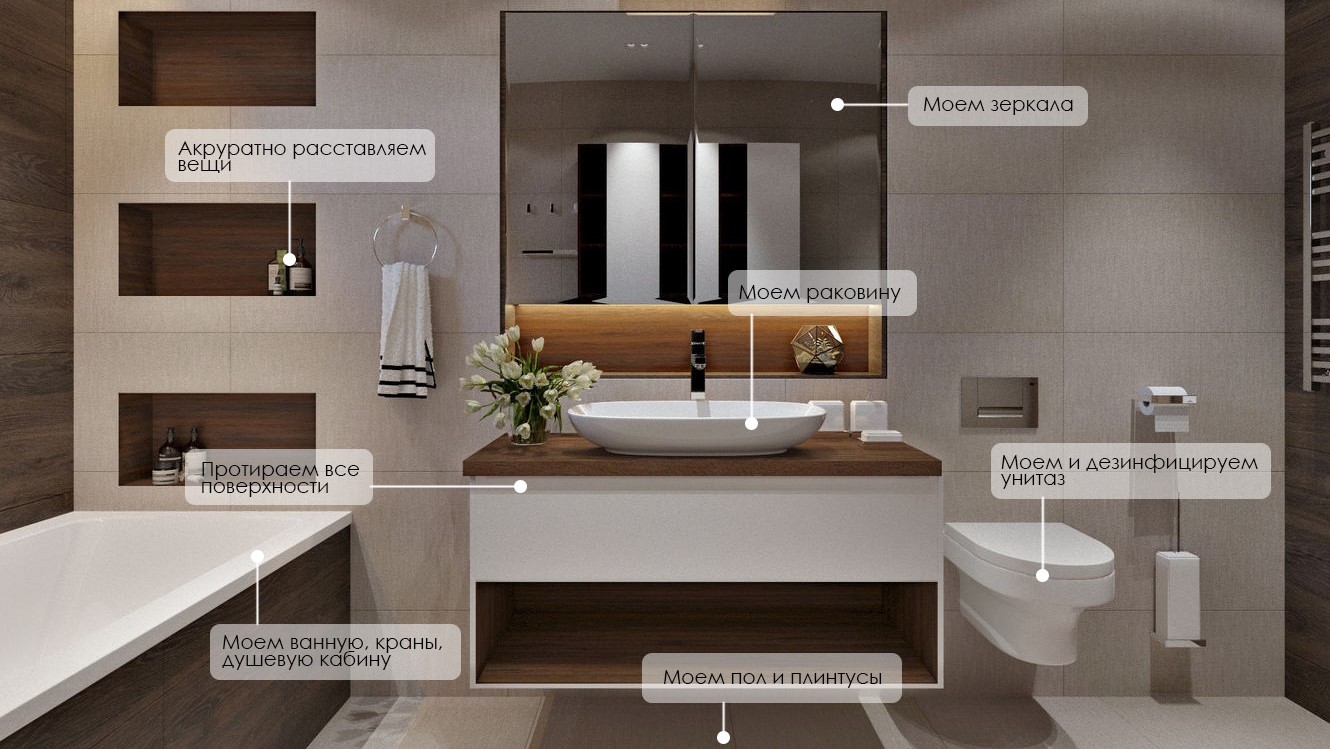 Моем зеркала
Акруратно расставляем
вещи
Моем раковину
Протираем все
поверхности
Моем и дезинфицируем
унитаз
Моем ванную, краны,
душевую кабину
Моем пол и плинтусы